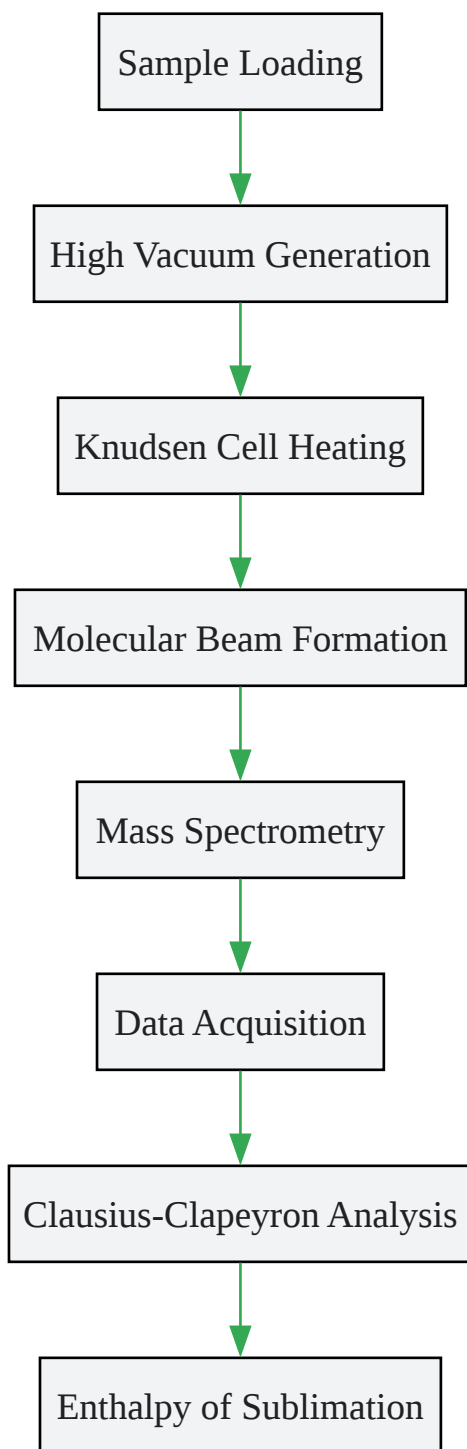 Sample Loading
High Vacuum Generation
Knudsen Cell Heating
Molecular Beam Formation
Mass Spectrometry
Data Acquisition
Clausius-Clapeyron Analysis
Enthalpy of Sublimation